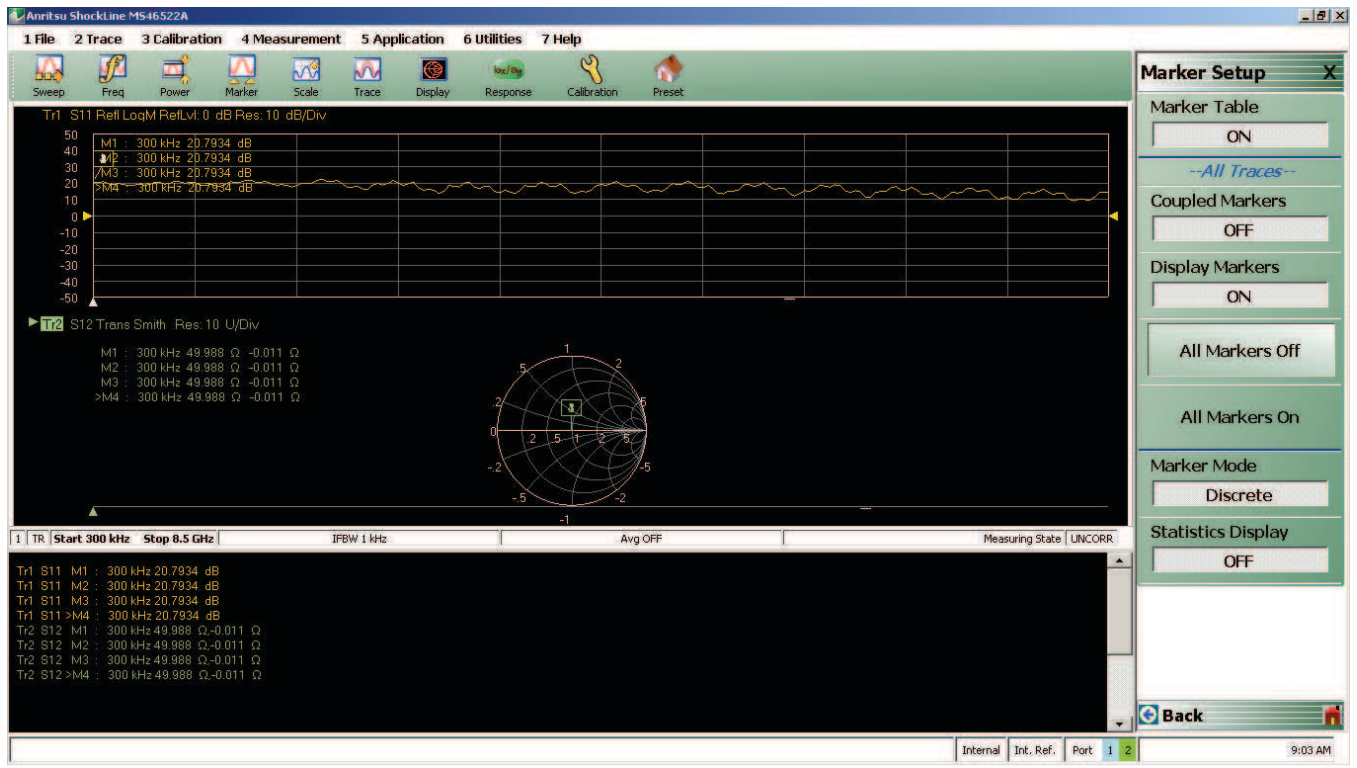 Anritsu ShockLine MS46522A
1 File 2 Trace 3 Calibration 4 Measurement 5 Application 6 Utilities 7 Help
Sweep Freq Power Marker Scale Trace Display Response Calibration Preset
Tr1 S11 Refl LogM RefLvl: 0 dB Res: 10 dB/Div
50
40
30
20
10
0
-10
-20
-30
-40
-50
M1 : 300 kHz 20.7934 dB
M2 : 300 kHz 20.7934 dB
M3 : 300 kHz 20.7934 dB
>M4 : 300 kHz 20.7934 dB
Tr2 S12 Trans Smith Res: 10 U/Div
M1 : 300 kHz 49.988 Ω -0.011 Ω
M2 : 300 kHz 49.988 Ω -0.011 Ω
M3 : 300 kHz 49.988 Ω -0.011 Ω
>M4 : 300 kHz 49.988 Ω -0.011 Ω
1
.5 2
.2 5
0 .2 .5 1 2 5
-.2 -5
-.5 -2
-1
1 TR Start 300 kHz Stop 8.5 GHz IFBW 1 kHz Avg OFF Measuring State UNCORR
Tr1 S11 M1 : 300 kHz 20.7934 dB
Tr1 S11 M2 : 300 kHz 20.7934 dB
Tr1 S11 M3 : 300 kHz 20.7934 dB
Tr1 S11 >M4 : 300 kHz 20.7934 dB
Tr2 S12 M1 : 300 kHz 49.988 Ω,-0.011 Ω
Tr2 S12 M2 : 300 kHz 49.988 Ω,-0.011 Ω
Tr2 S12 M3 : 300 kHz 49.988 Ω,-0.011 Ω
Tr2 S12 >M4 : 300 kHz 49.988 Ω,-0.011 Ω
Marker Setup X
Marker Table
ON
--All Traces--
Coupled Markers
OFF
Display Markers
ON
All Markers Off
All Markers On
Marker Mode
Discrete
Statistics Display
OFF
Back
Internal Int. Ref. Port 1 2 9:03 AM